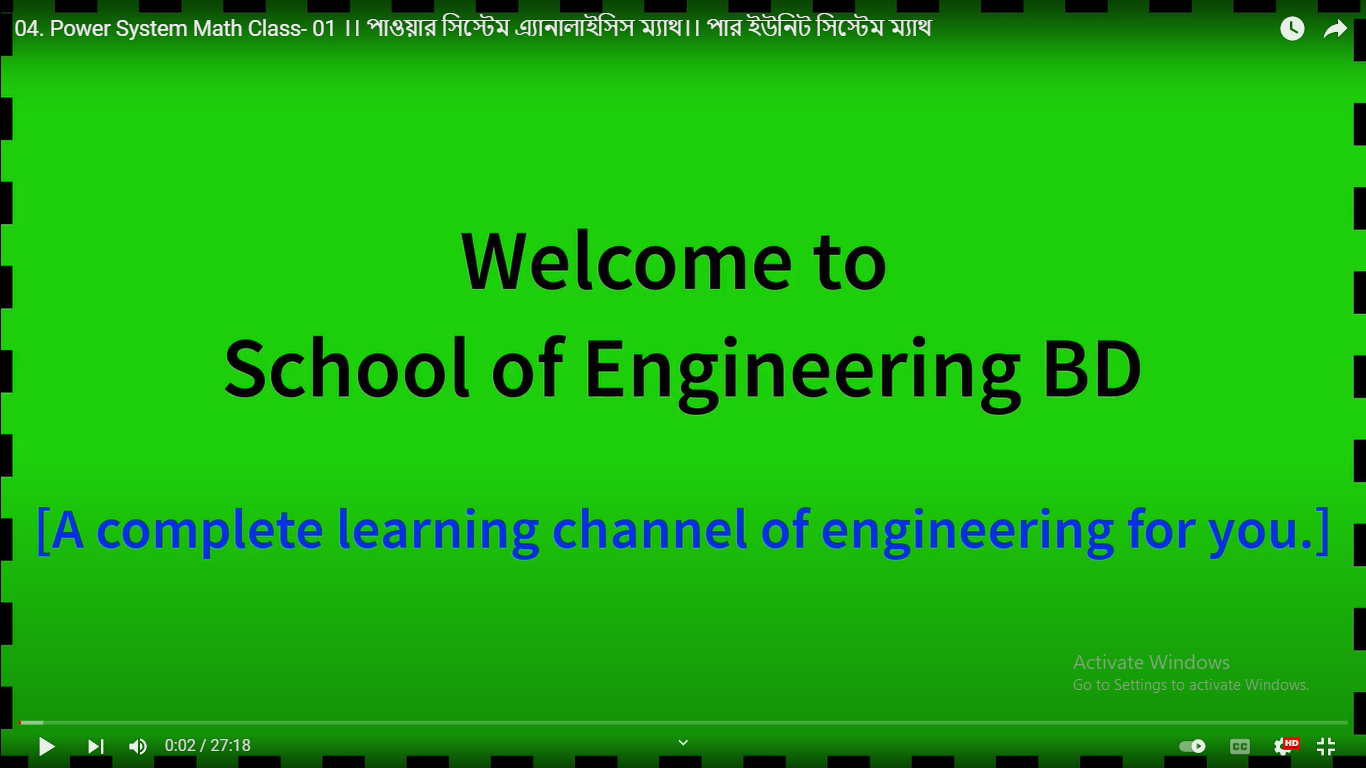 04. Power System Math Class- 01 ।। পাওয়ার সিস্টেম এ্যানালাইসিস ম্যাথ।। পার ইউনিট সিস্টেম ম্যাথ
Welcome to
School of Engineering BD
[A complete learning channel of engineering for you.]
Activate Windows
Go to Settings to activate Windows.
0:02 / 27:18
CC
HD